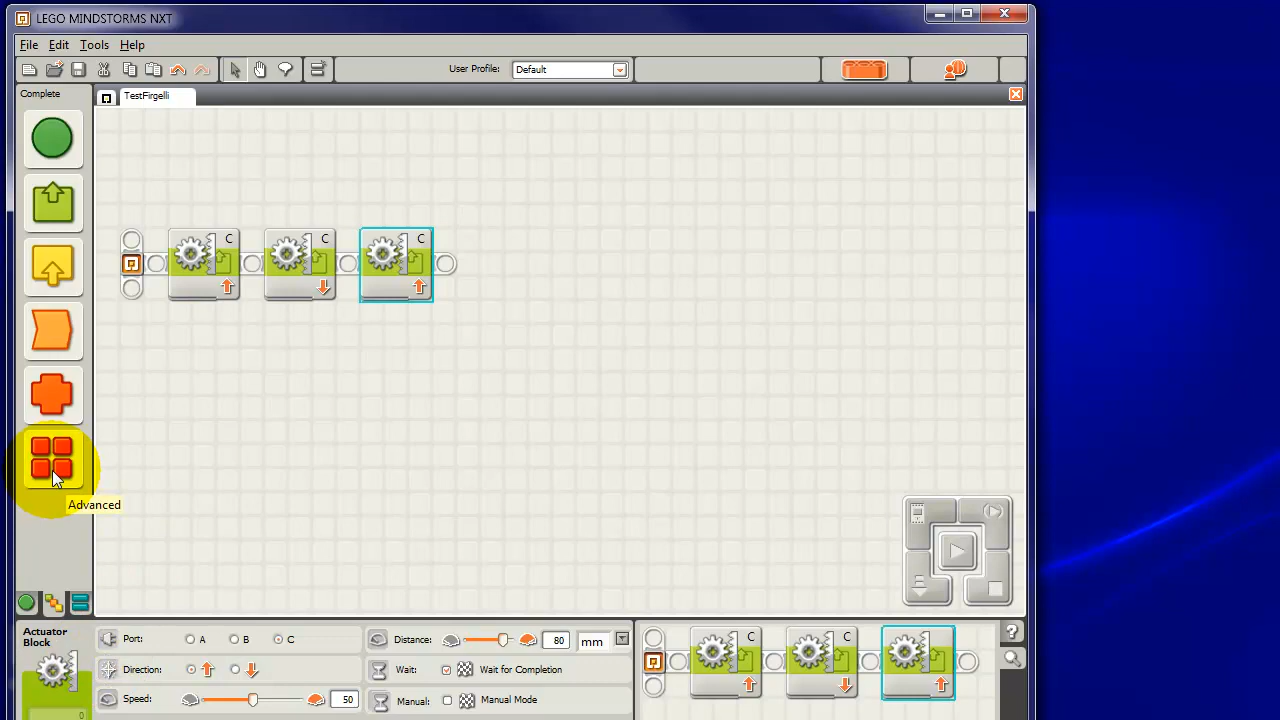 LEGO MINDSTORMS NXT
File Edit Tools Help
User Profile: Default
Complete
TestFirgelli
C C C
Advanced
Actuator
Block
0
Port: A B C
Direction:
Speed: 50
Distance: 80 mm
Wait: Wait for Completion
Manual: Manual Mode
C C C
?